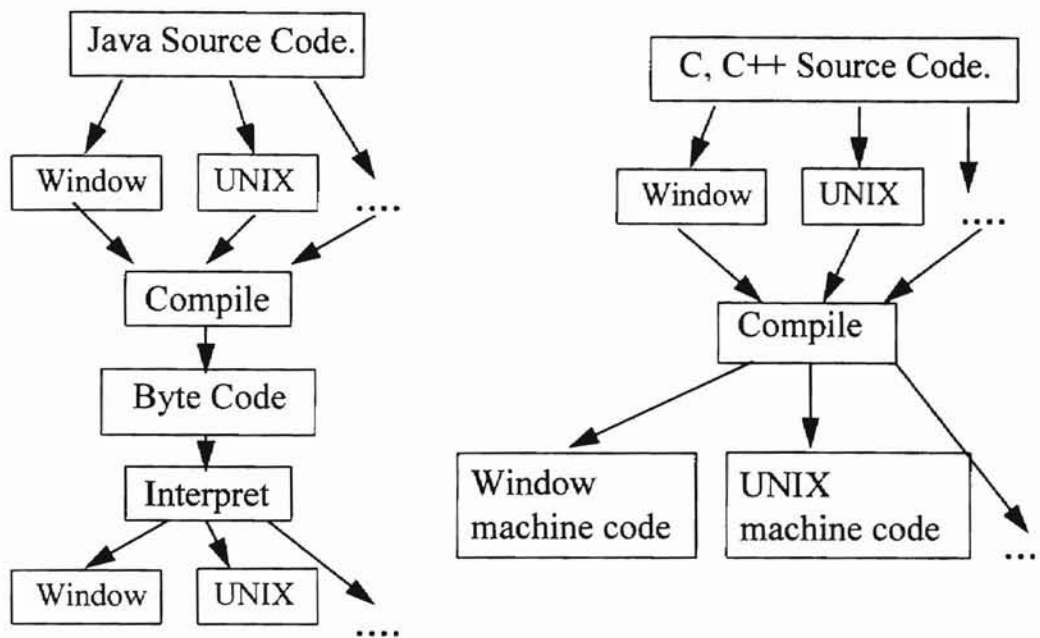 Java Source Code.
Window
UNIX
....
Compile
Byte Code
Interpret
Window
UNIX
....
C, C++ Source Code.
Window
UNIX
....
Compile
Window
machine code
UNIX
machine code
....